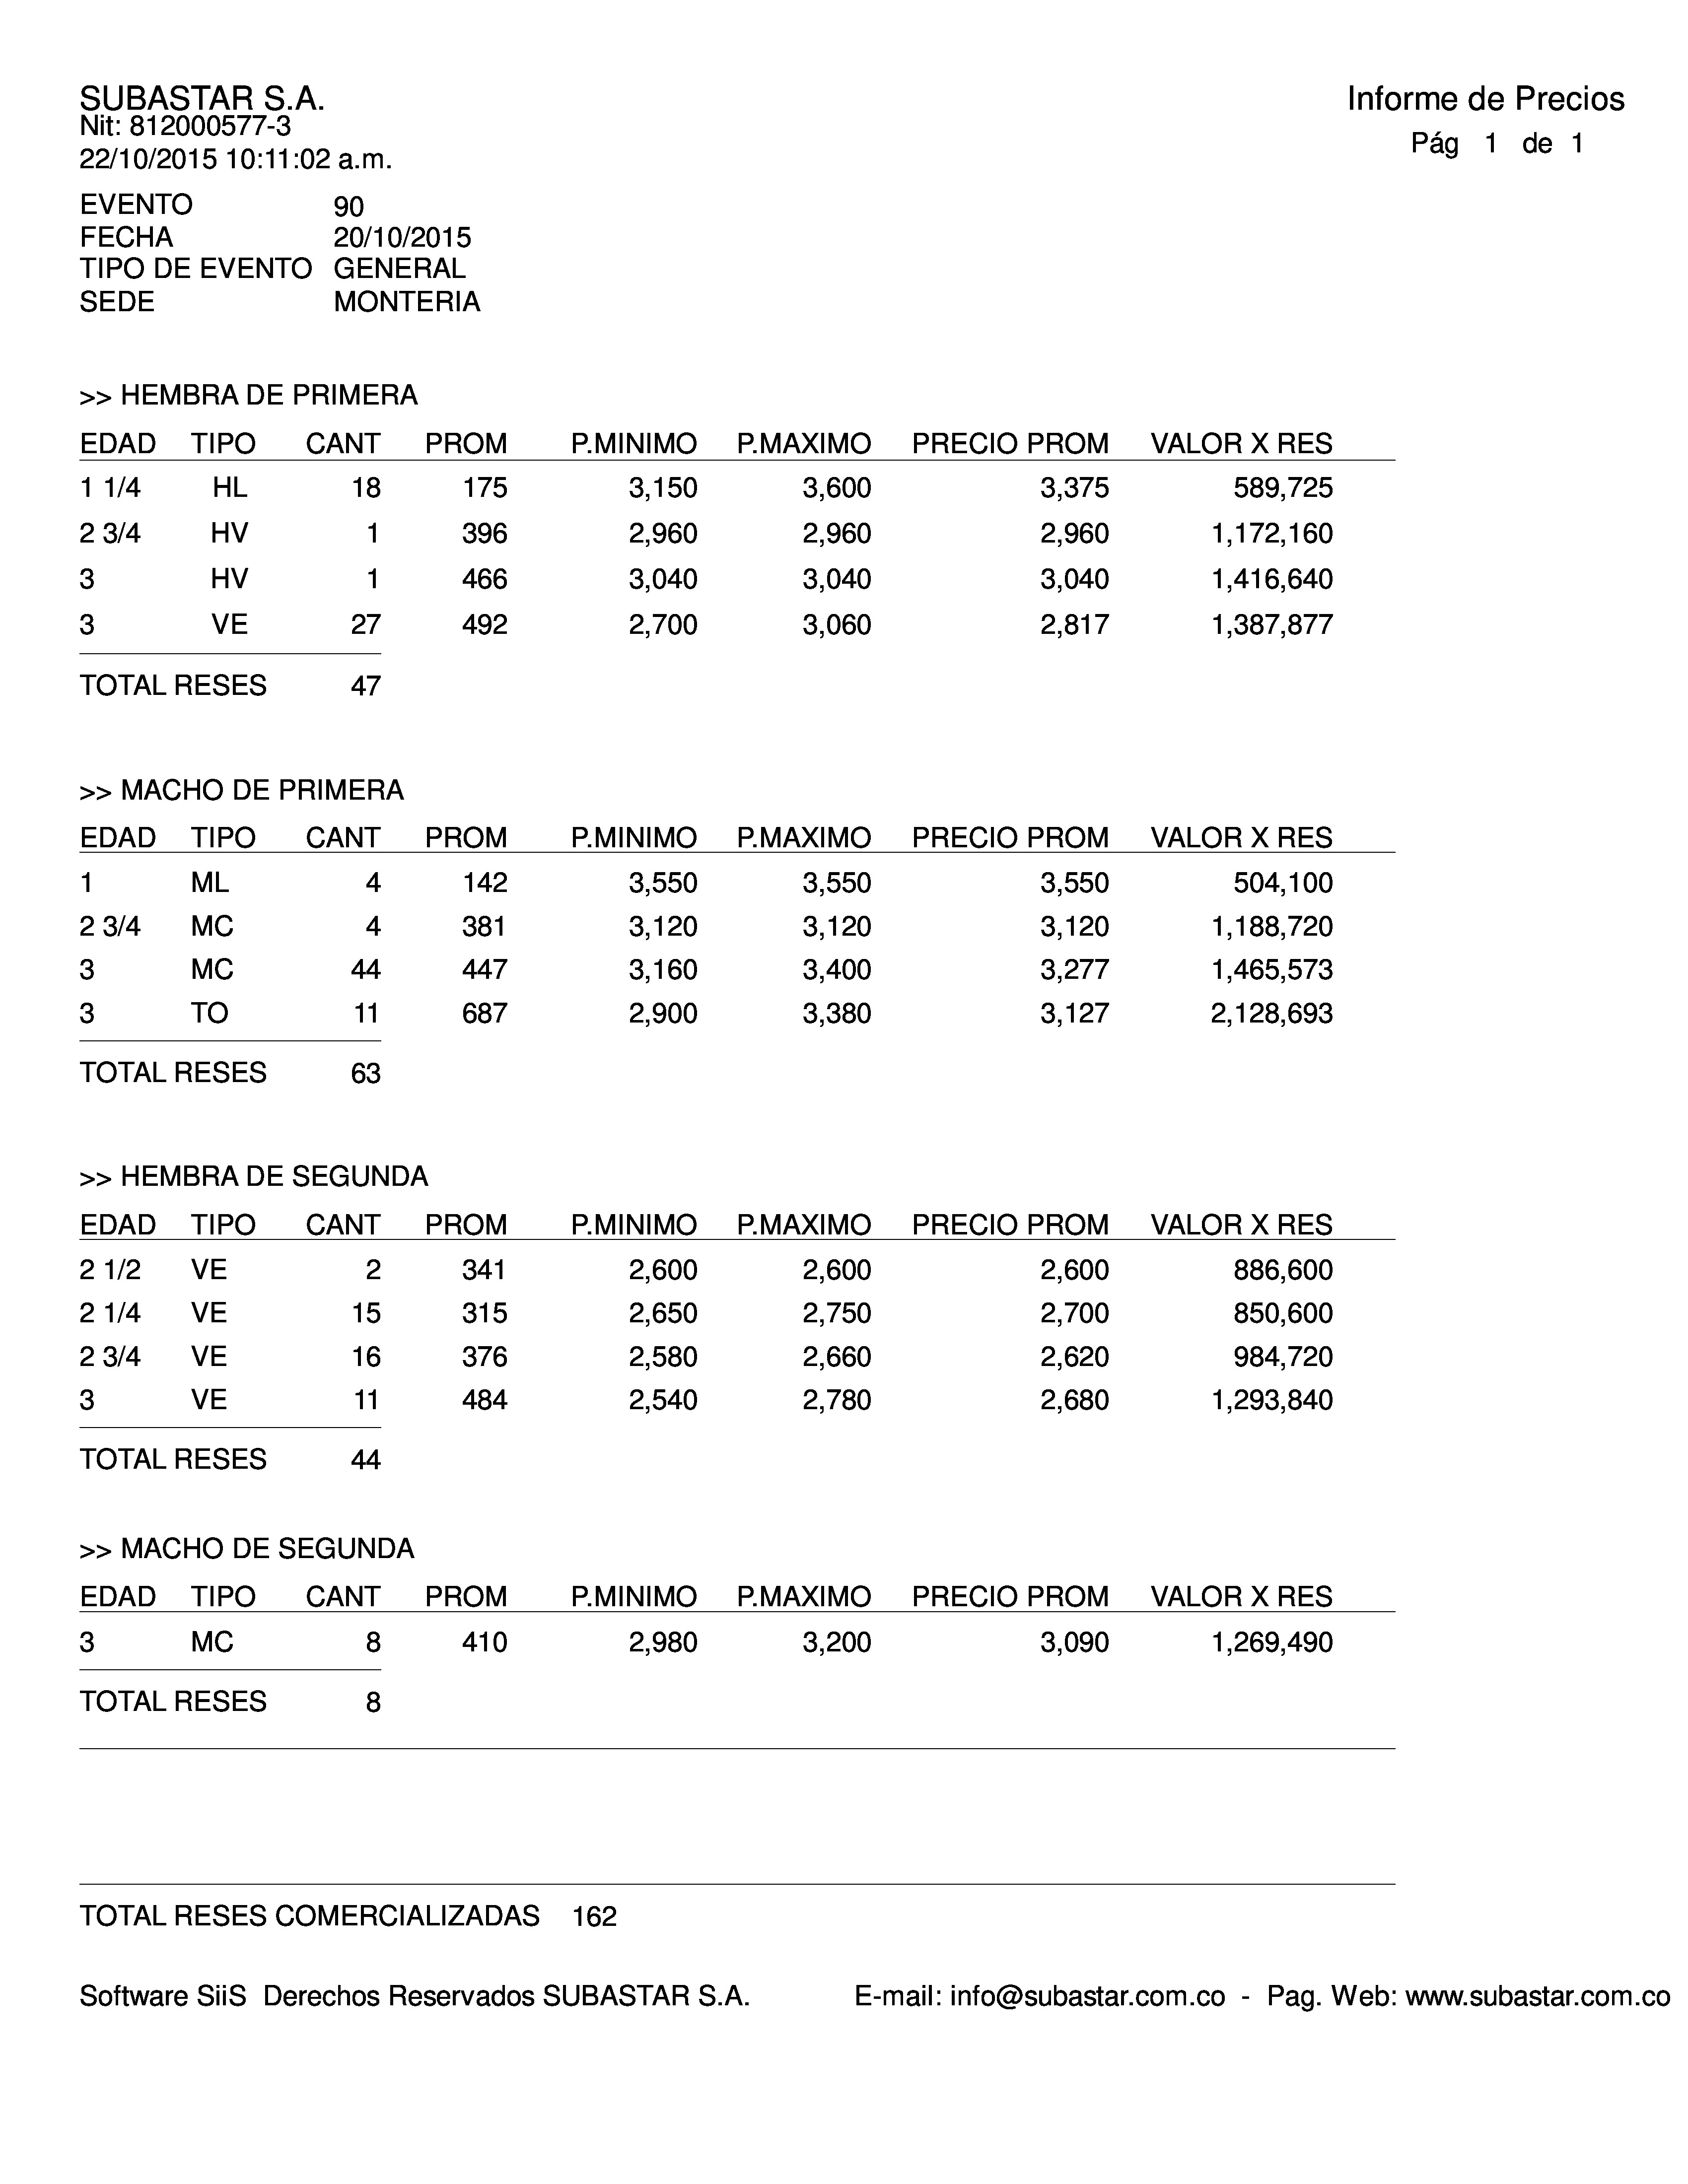 SUBASTAR S.A.
Informe de Precios
Nit: 812000577-3
Pág 1 de 1
22/10/2015 10:11:02 a.m.
EVENTO 90
FECHA 20/10/2015
TIPO DE EVENTO GENERAL
SEDE MONTERIA
>> HEMBRA DE PRIMERA
EDAD TIPO CANT PROM P.MINIMO P.MAXIMO PRECIO PROM VALOR X RES
1 1/4 HL 18 175 3,150 3,600 3,375 589,725
2 3/4 HV 1 396 2,960 2,960 2,960 1,172,160
3 HV 1 466 3,040 3,040 3,040 1,416,640
3 VE 27 492 2,700 3,060 2,817 1,387,877
TOTAL RESES 47
>> MACHO DE PRIMERA
EDAD TIPO CANT PROM P.MINIMO P.MAXIMO PRECIO PROM VALOR X RES
1 ML 4 142 3,550 3,550 3,550 504,100
2 3/4 MC 4 381 3,120 3,120 3,120 1,188,720
3 MC 44 447 3,160 3,400 3,277 1,465,573
3 TO 11 687 2,900 3,380 3,127 2,128,693
TOTAL RESES 63
>> HEMBRA DE SEGUNDA
EDAD TIPO CANT PROM P.MINIMO P.MAXIMO PRECIO PROM VALOR X RES
2 1/2 VE 2 341 2,600 2,600 2,600 886,600
2 1/4 VE 15 315 2,650 2,750 2,700 850,600
2 3/4 VE 16 376 2,580 2,660 2,620 984,720
3 VE 11 484 2,540 2,780 2,680 1,293,840
TOTAL RESES 44
>> MACHO DE SEGUNDA
EDAD TIPO CANT PROM P.MINIMO P.MAXIMO PRECIO PROM VALOR X RES
3 MC 8 410 2,980 3,200 3,090 1,269,490
TOTAL RESES 8
TOTAL RESES COMERCIALIZADAS 162
Software SiiS Derechos Reservados SUBASTAR S.A. E-mail: info@subastar.com.co - Pag. Web: www.subastar.com.co